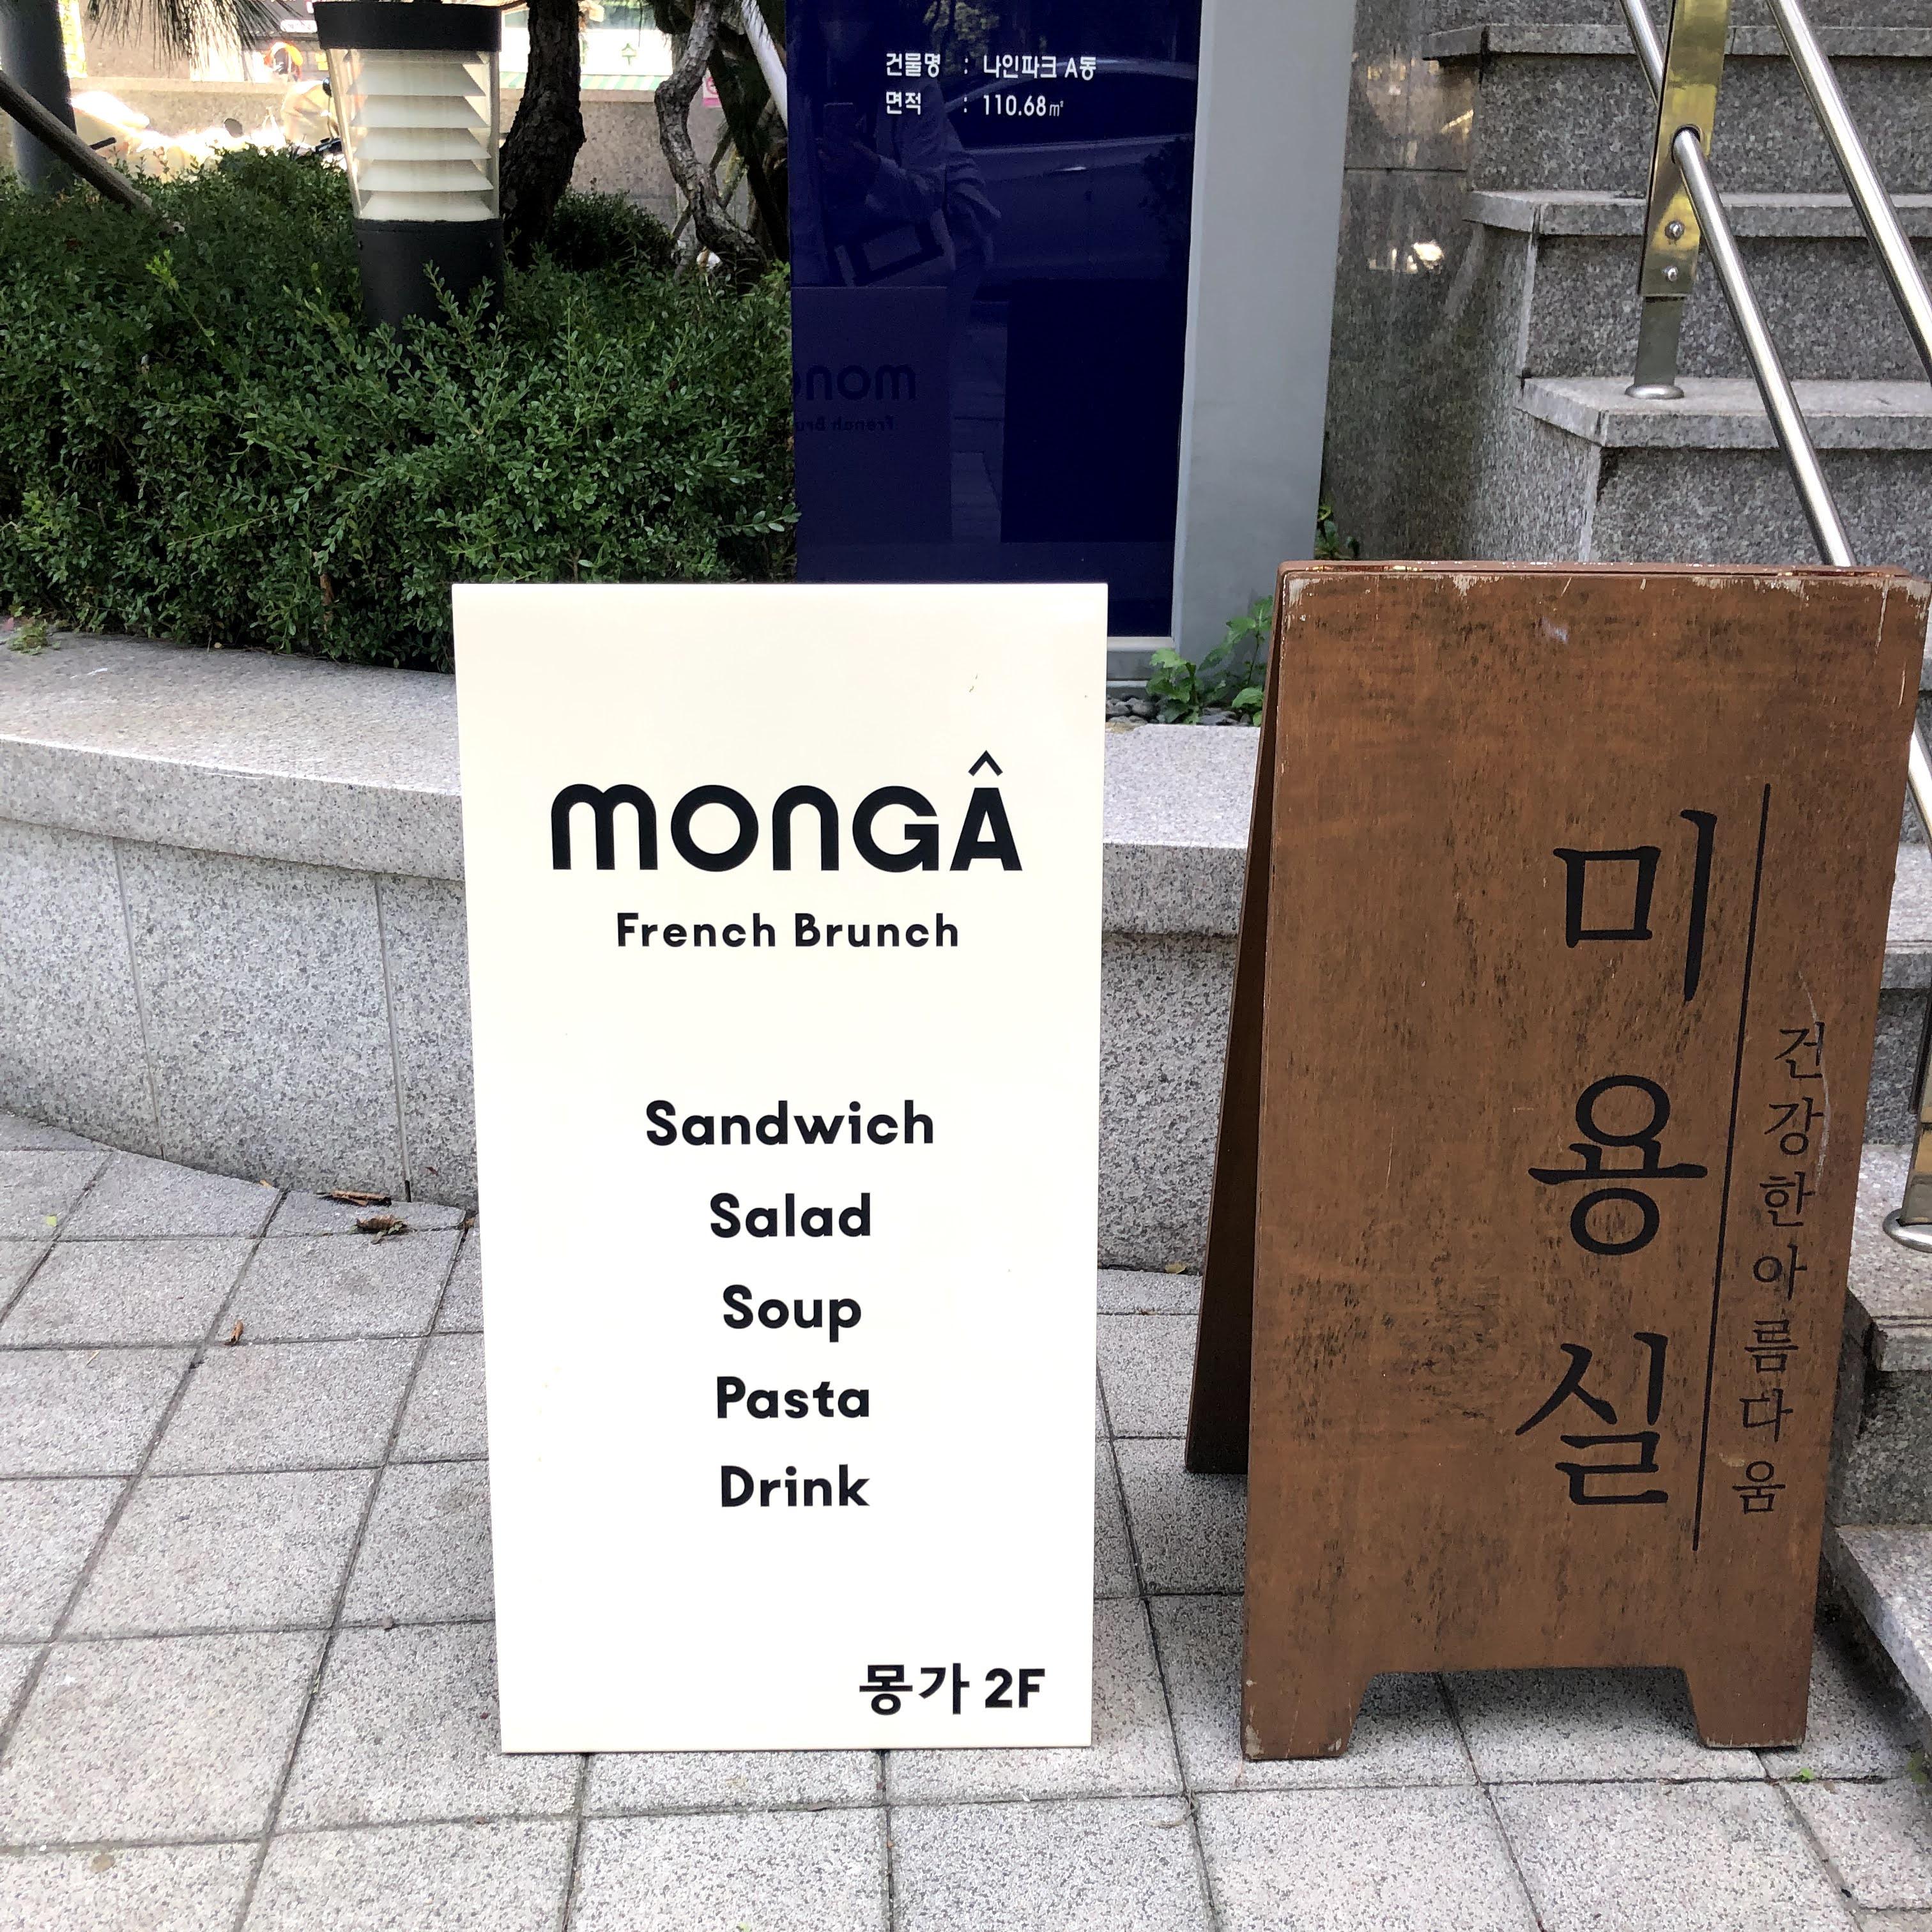 건물명 : 나인파크 A동
면적 : 110.68㎡
monGÂ
French Brunch
Sandwich
Salad
Soup
Pasta
Drink
몽가 2F
미용실
건강한아름다움